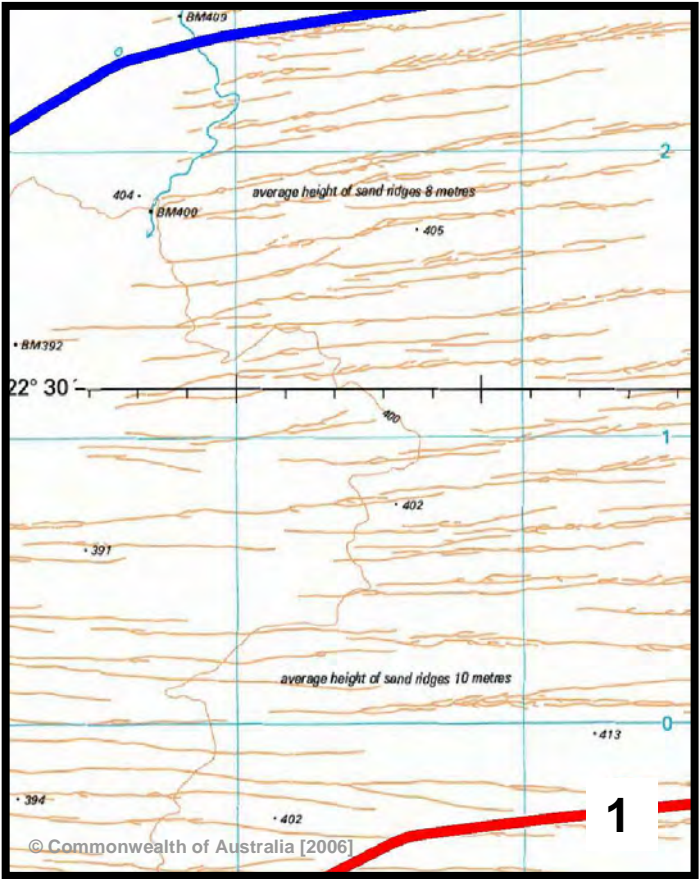 BM409
2
404
average height of sand ridges 8 metres
BM400
405
BM392
22° 30´
400
1
402
391
average height of sand ridges 10 metres
0
413
394
402
1
© Commonwealth of Australia [2006]